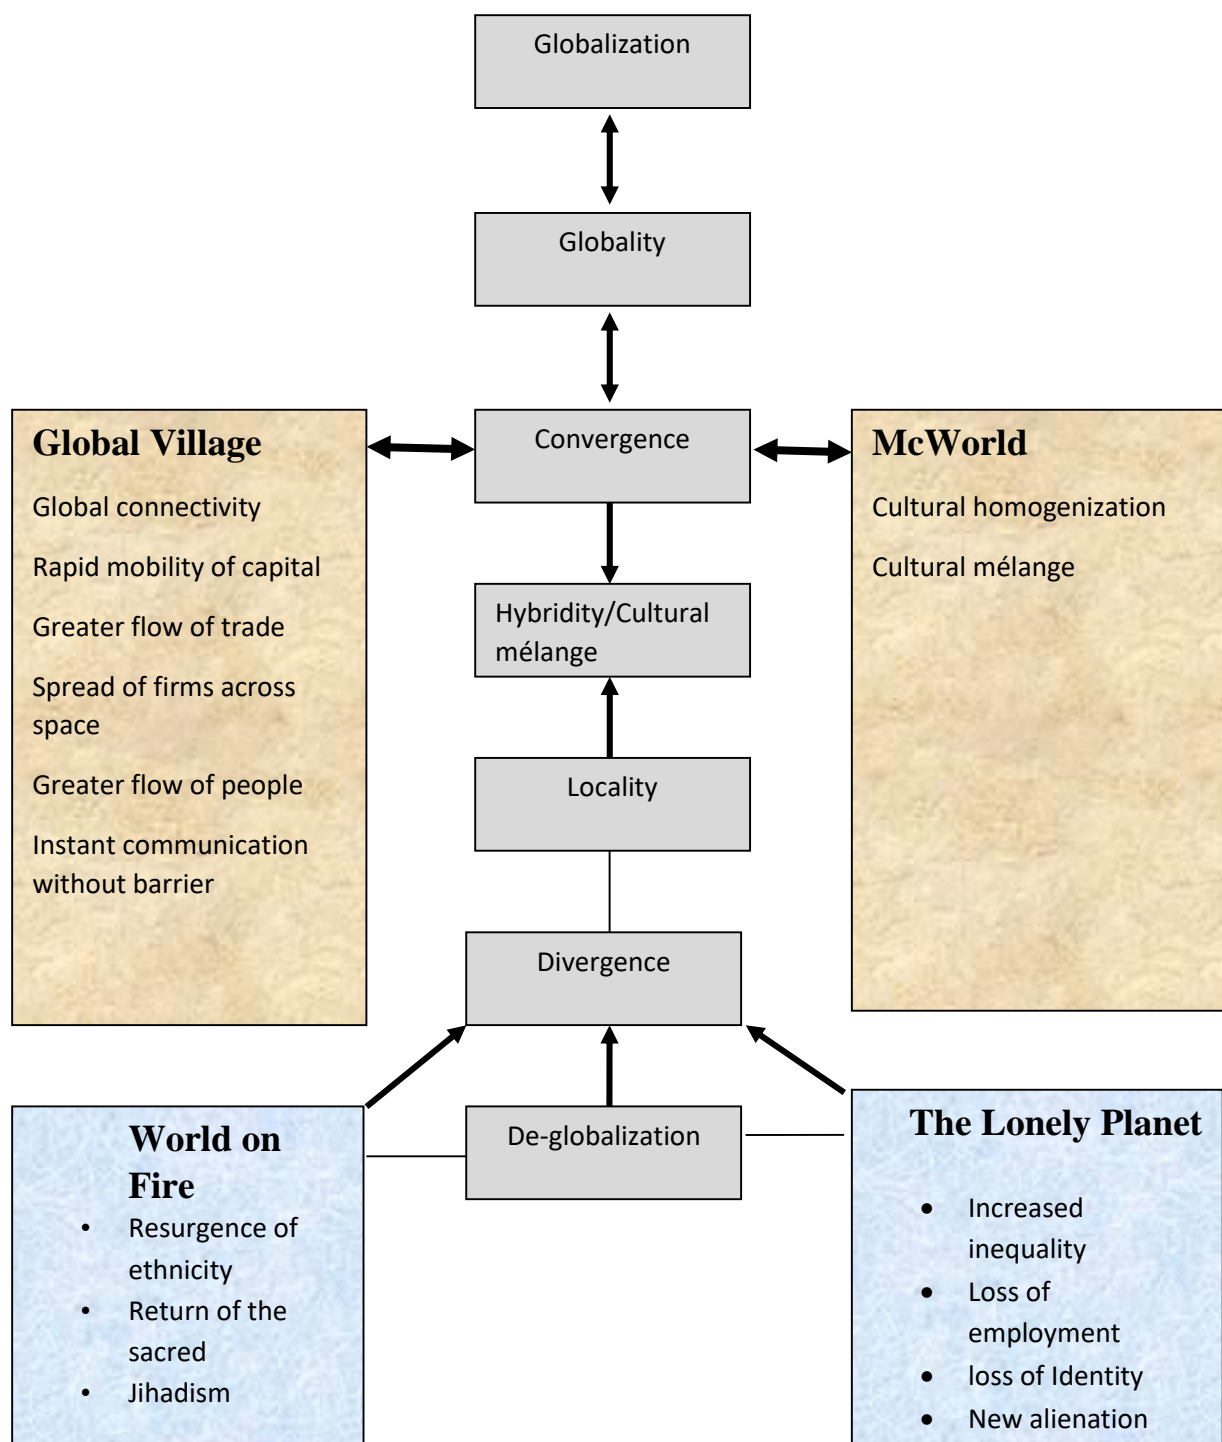 Globalization
Globality
Global Village
Global connectivity
Rapid mobility of capital
Greater flow of trade
Spread of firms across
space
Greater flow of people
Instant communication
without barrier
Convergence
McWorld
Cultural homogenization
Cultural mélange
Hybridity/Cultural
mélange
Locality
Divergence
World on
Fire
• Resurgence of
ethnicity
• Return of the
sacred
• Jihadism
De-globalization
The Lonely Planet
• Increased
inequality
• Loss of
employment
• loss of Identity
• New alienation